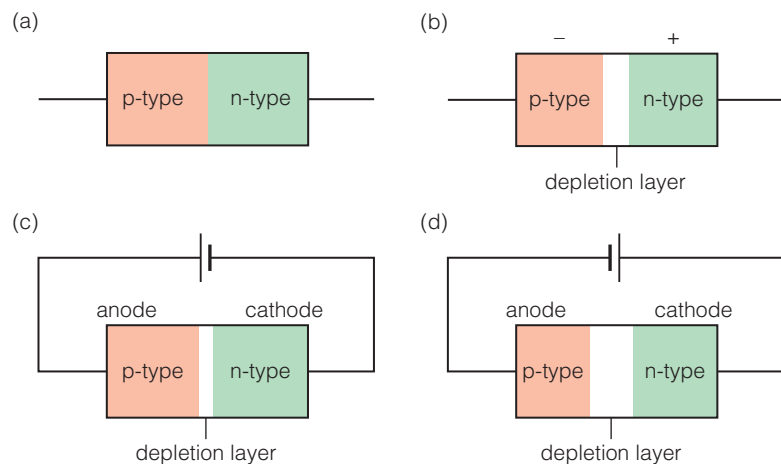 (a)
p-type n-type
(b)
– +
p-type n-type
depletion layer
(c)
anode cathode
p-type n-type
depletion layer
(d)
anode cathode
p-type n-type
depletion layer